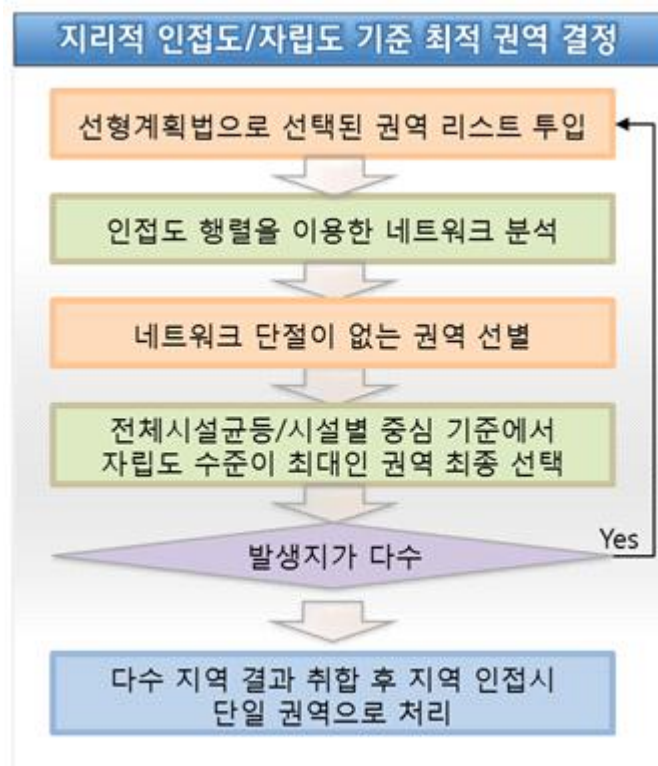 지리적 인접도/자립도 기준 최적 권역 결정
선형계획법으로 선택된 권역 리스트 투입
인접도 행렬을 이용한 네트워크 분석
네트워크 단절이 없는 권역 선별
전체시설균등/시설별 중심 기준에서
자립도 수준이 최대인 권역 최종 선택
발생지가 다수
Yes
다수 지역 결과 취합 후 지역 인접시
단일 권역으로 처리